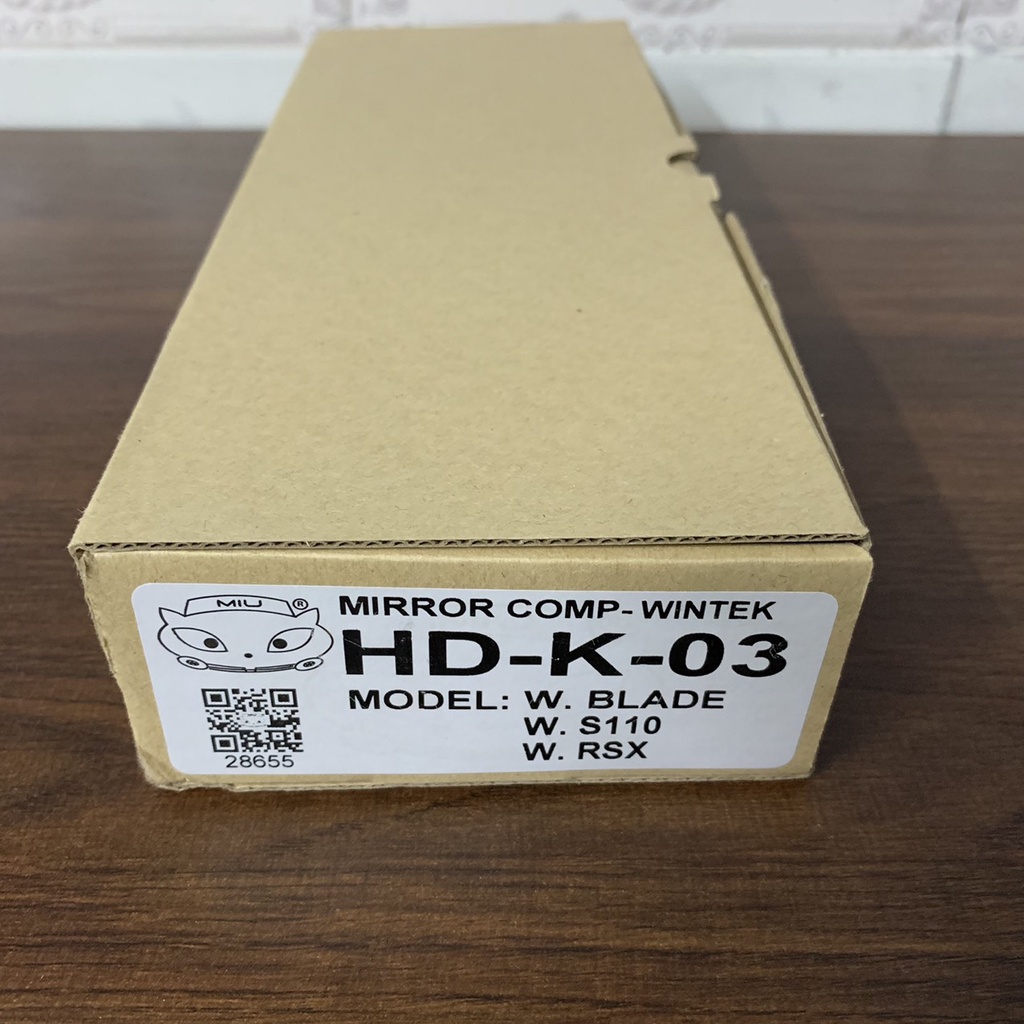 MIU ®
MIRROR COMP-WINTEK
HD-K-03
MODEL: W. BLADE
W. S110
W. RSX
28655